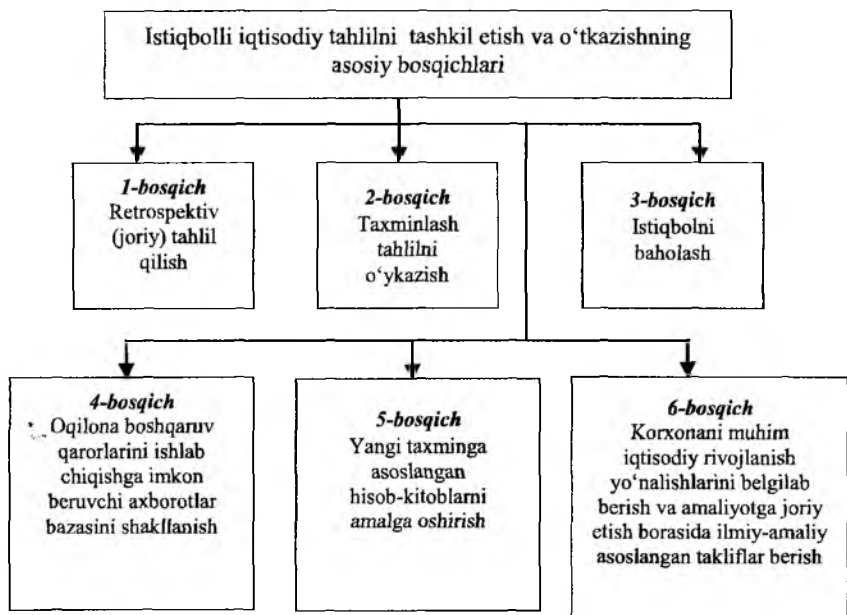 Istiqbolli iqtisodiy tahlilni tashkil etish va o‘tkazishning
asosiy bosqichlari
1-bosqich
Retrospektiv
(joriy) tahlil
qilish
2-bosqich
Taxminlash
tahlilni
o‘ykazish
3-bosqich
Istiqbolni
baholash
4-bosqich
Oqilona boshqaruv
qarorlarini ishlab
chiqishga imkon
beruvchi axborotlar
bazasini shakllanish
5-bosqich
Yangi taxminga
asoslangan
hisob-kitoblarni
amalga oshirish
6-bosqich
Korxonani muhim
iqtisodiy rivojlanish
yo‘nalishlarini belgilab
berish va amaliyotga joriy
etish borasida ilmiy-amaliy
asoslangan takliflar berish